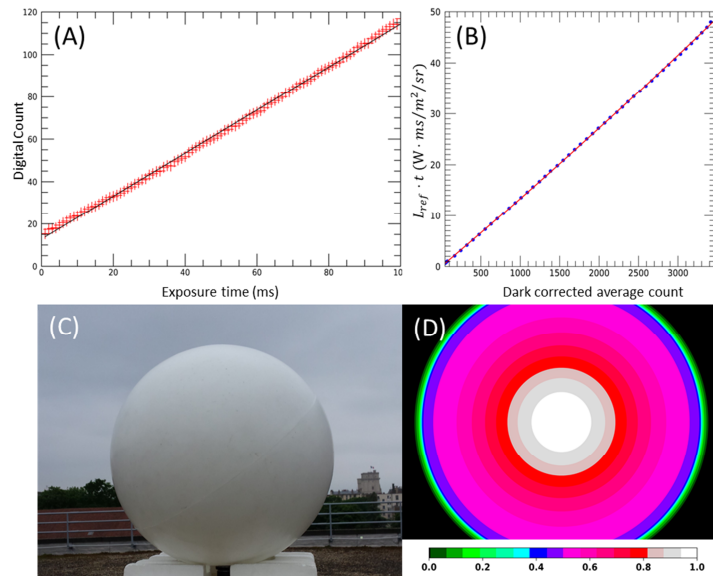 (A)
120
100
80
60
40
20
0
Digital Count
0 20 40 60 80 10
Exposure time (ms)
(B)
50
40
30
20
10
0
L_ref · t (W · ms/m²/sr)
500 1000 1500 2000 2500 3000
Dark corrected average count
(C)
(D)
0.0 0.2 0.4 0.6 0.8 1.0